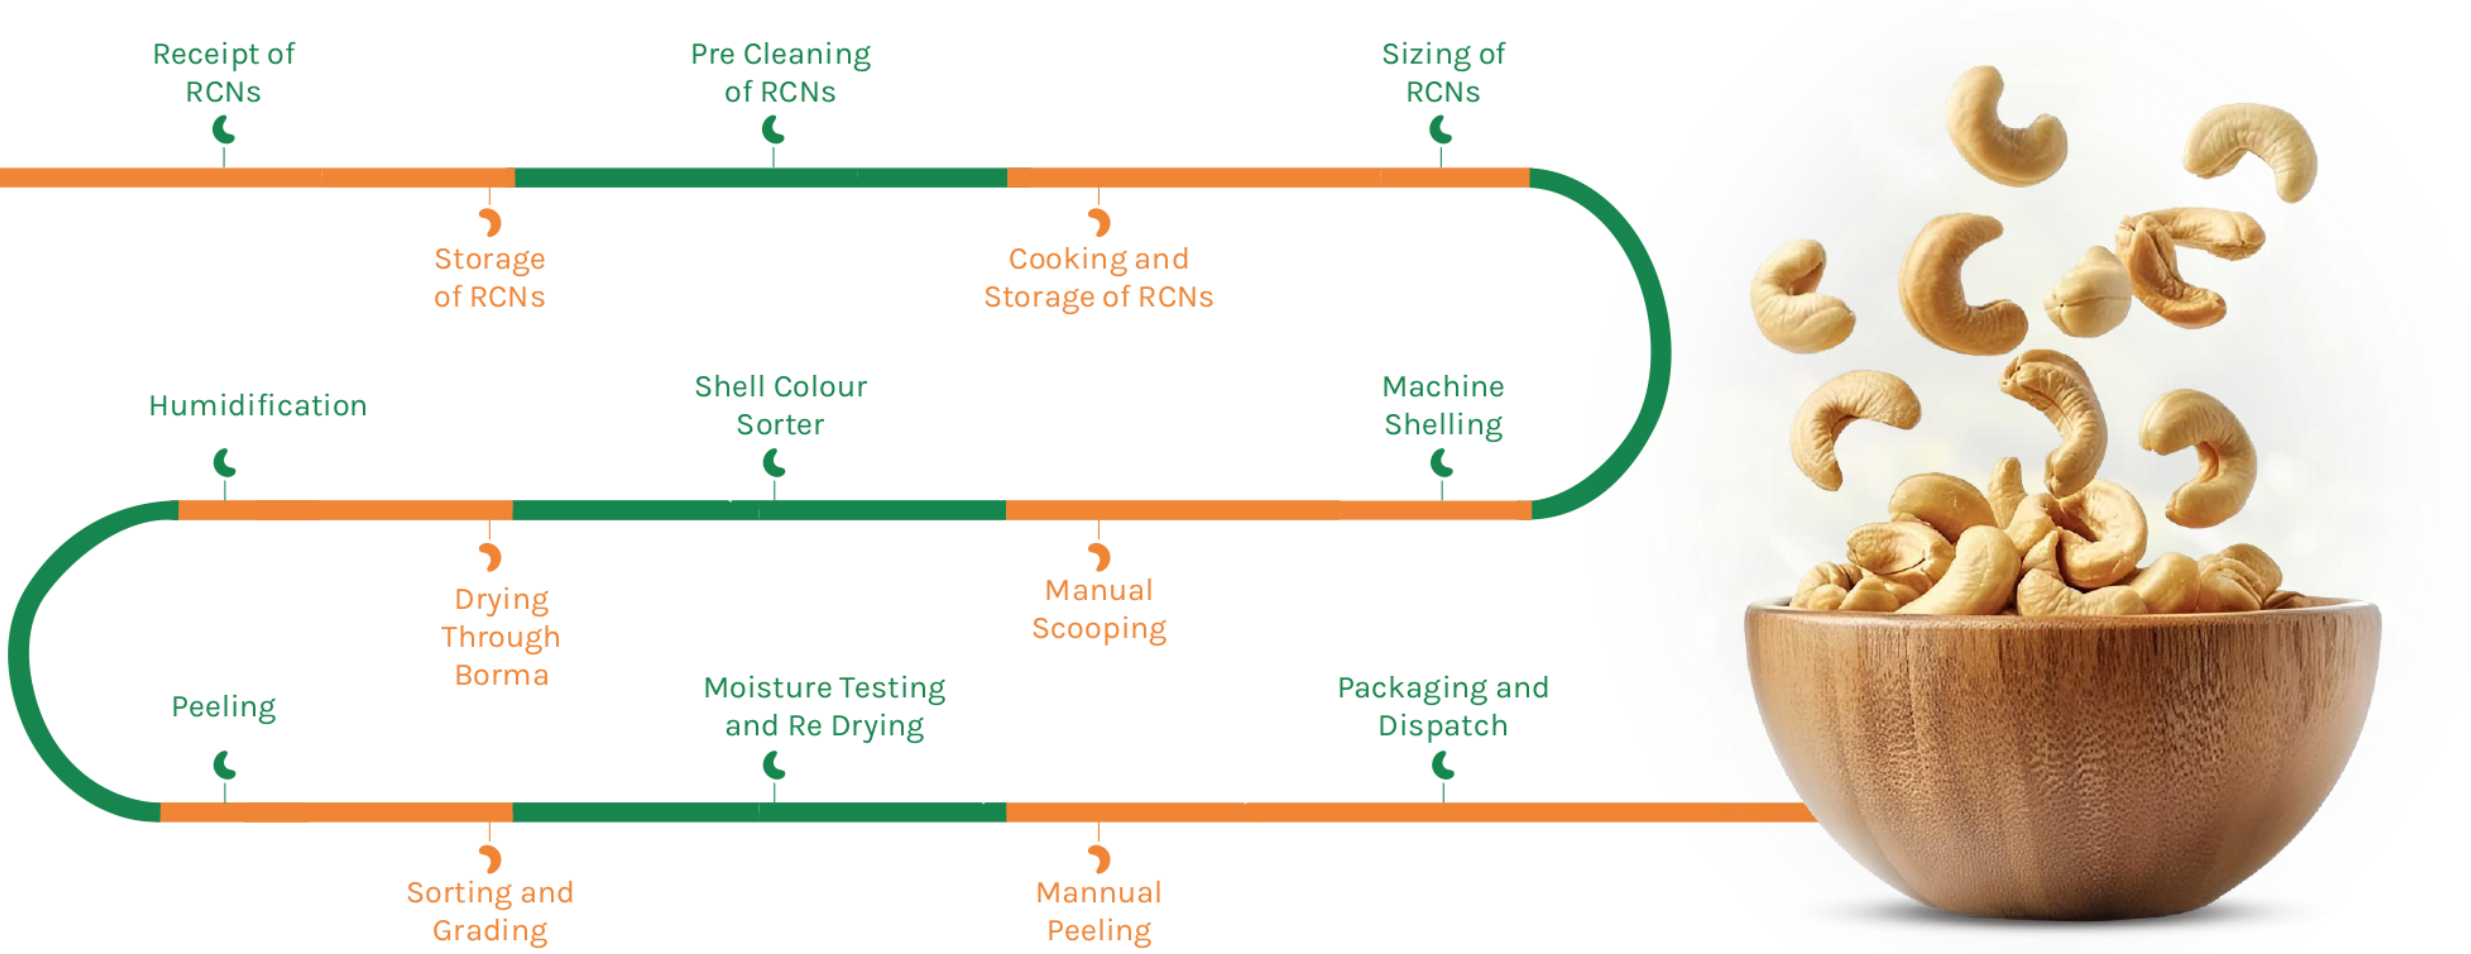 Receipt of
RCNs
Storage
of RCNs
Pre Cleaning
of RCNs
Cooking and
Storage of RCNs
Sizing of
RCNs
Machine
Shelling
Manual
Scooping
Shell Colour
Sorter
Drying
Through
Borma
Humidification
Peeling
Sorting and
Grading
Moisture Testing
and Re Drying
Mannual
Peeling
Packaging and
Dispatch